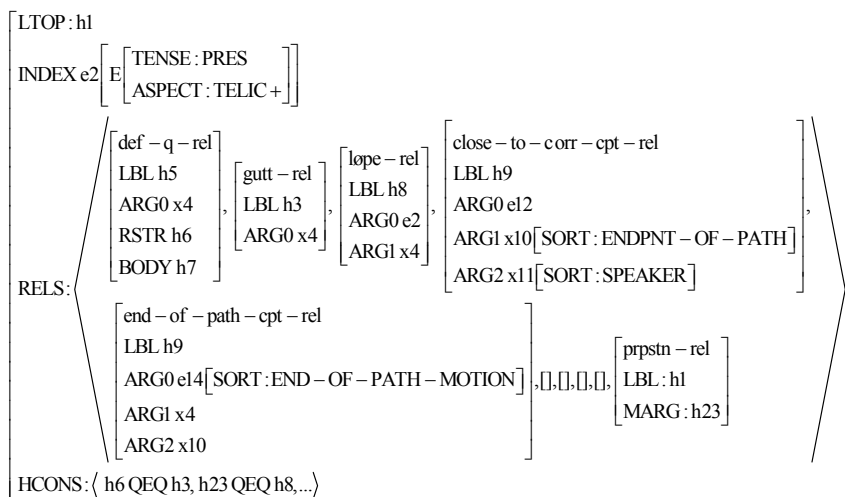 LTOP : h1
INDEX e2 [ E [ TENSE : PRES
ASPECT : TELIC + ] ]
RELS :
def – q – rel
LBL h5
ARG0 x4
RSTR h6
BODY h7
,
gutt – rel
LBL h3
ARG0 x4
,
løpe – rel
LBL h8
ARG0 e2
ARG1 x4
,
close – to – corr – cpt – rel
LBL h9
ARG0 e12
ARG1 x10 [SORT : ENDPNT – OF – PATH]
ARG2 x11 [SORT : SPEAKER]
,
end – of – path – cpt – rel
LBL h9
ARG0 e14 [SORT : END – OF – PATH – MOTION]
ARG1 x4
ARG2 x10
,[],[],[],[],
prpstn – rel
LBL : h1
MARG : h23
HCONS : ⟨ h6 QEQ h3, h23 QEQ h8,...⟩